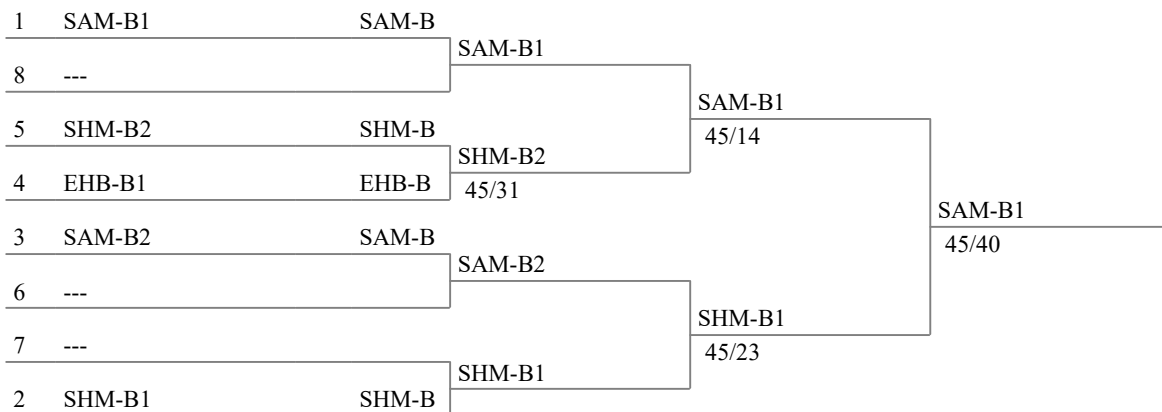 1 SAM-B1 SAM-B
SAM-B1
8 ---
SAM-B1
45/14
5 SHM-B2 SHM-B
SHM-B2
45/31
4 EHB-B1 EHB-B
SAM-B1
45/40
3 SAM-B2 SAM-B
SAM-B2
6 ---
SHM-B1
45/23
7 ---
SHM-B1
2 SHM-B1 SHM-B